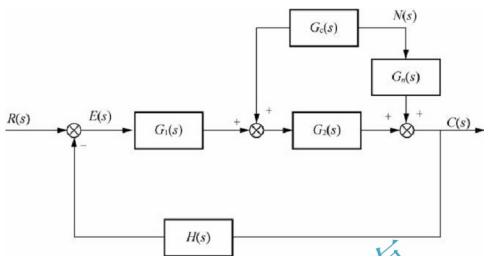 N(s)
G_c(s)
G_n(s)
R(s) E(s) G_1(s) + + G_2(s) + + C(s)
−
H(s)